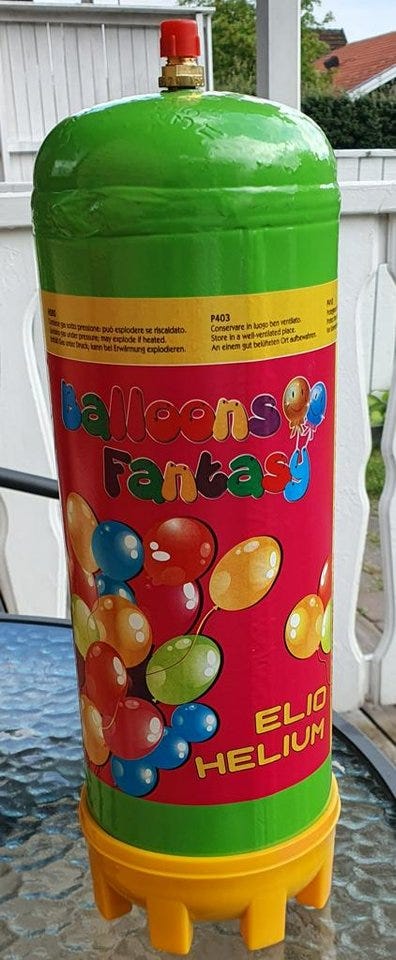 P403
Contiene gas sotto pressione: può esplodere se riscaldato.
Contains gas under pressure; may explode if heated.
Enthält Gas unter Druck; kann bei Erwärmung explodieren.
Conservare in luogo ben ventilato.
Store in a well-ventilated place.
An einem gut belüfteten Ort aufbewahren.
Balloons
Fantasy
ELIO
HELIUM